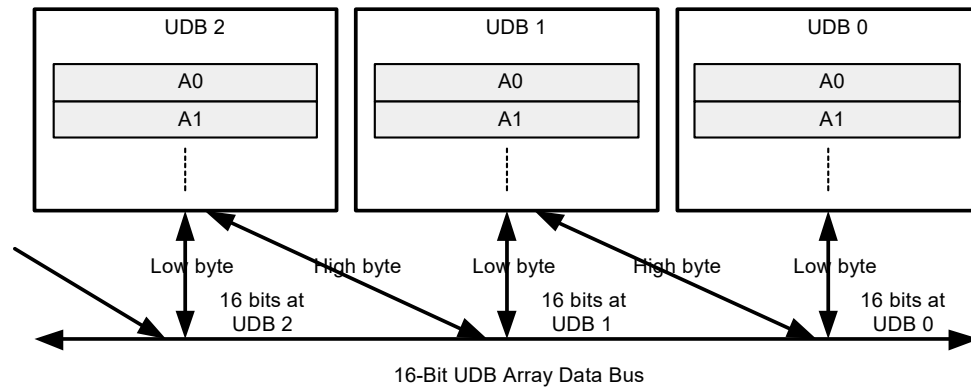 UDB 2
UDB 1
UDB 0
A0
A0
A0
A1
A1
A1
Low byte
High byte
Low byte
High byte
Low byte
16 bits at
UDB 2
16 bits at
UDB 1
16 bits at
UDB 0
16-Bit UDB Array Data Bus